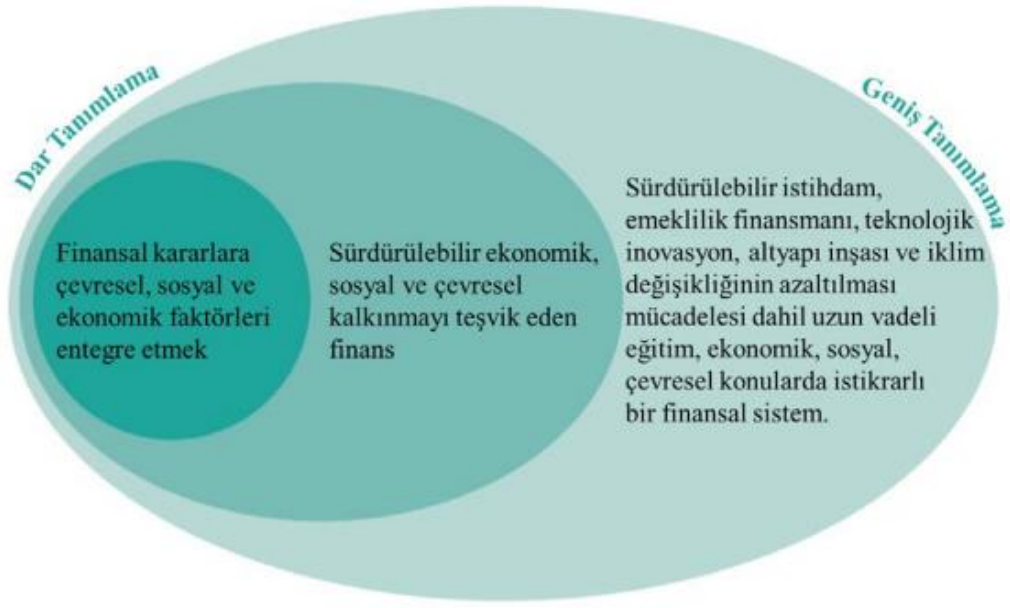 Dar Tanımlama
Geniş Tanımlama
Finansal kararlara
çevresel, sosyal ve
ekonomik faktörleri
entegre etmek
Sürdürülebilir ekonomik,
sosyal ve çevresel
kalkınmayı teşvik eden
finans
Sürdürülebilir istihdam,
emeklilik finansmanı, teknolojik
inovasyon, altyapı inşası ve iklim
değişikliğinin azaltılması
mücadelesi dahil uzun vadeli
eğitim, ekonomik, sosyal,
çevresel konularda istikrarlı
bir finansal sistem.